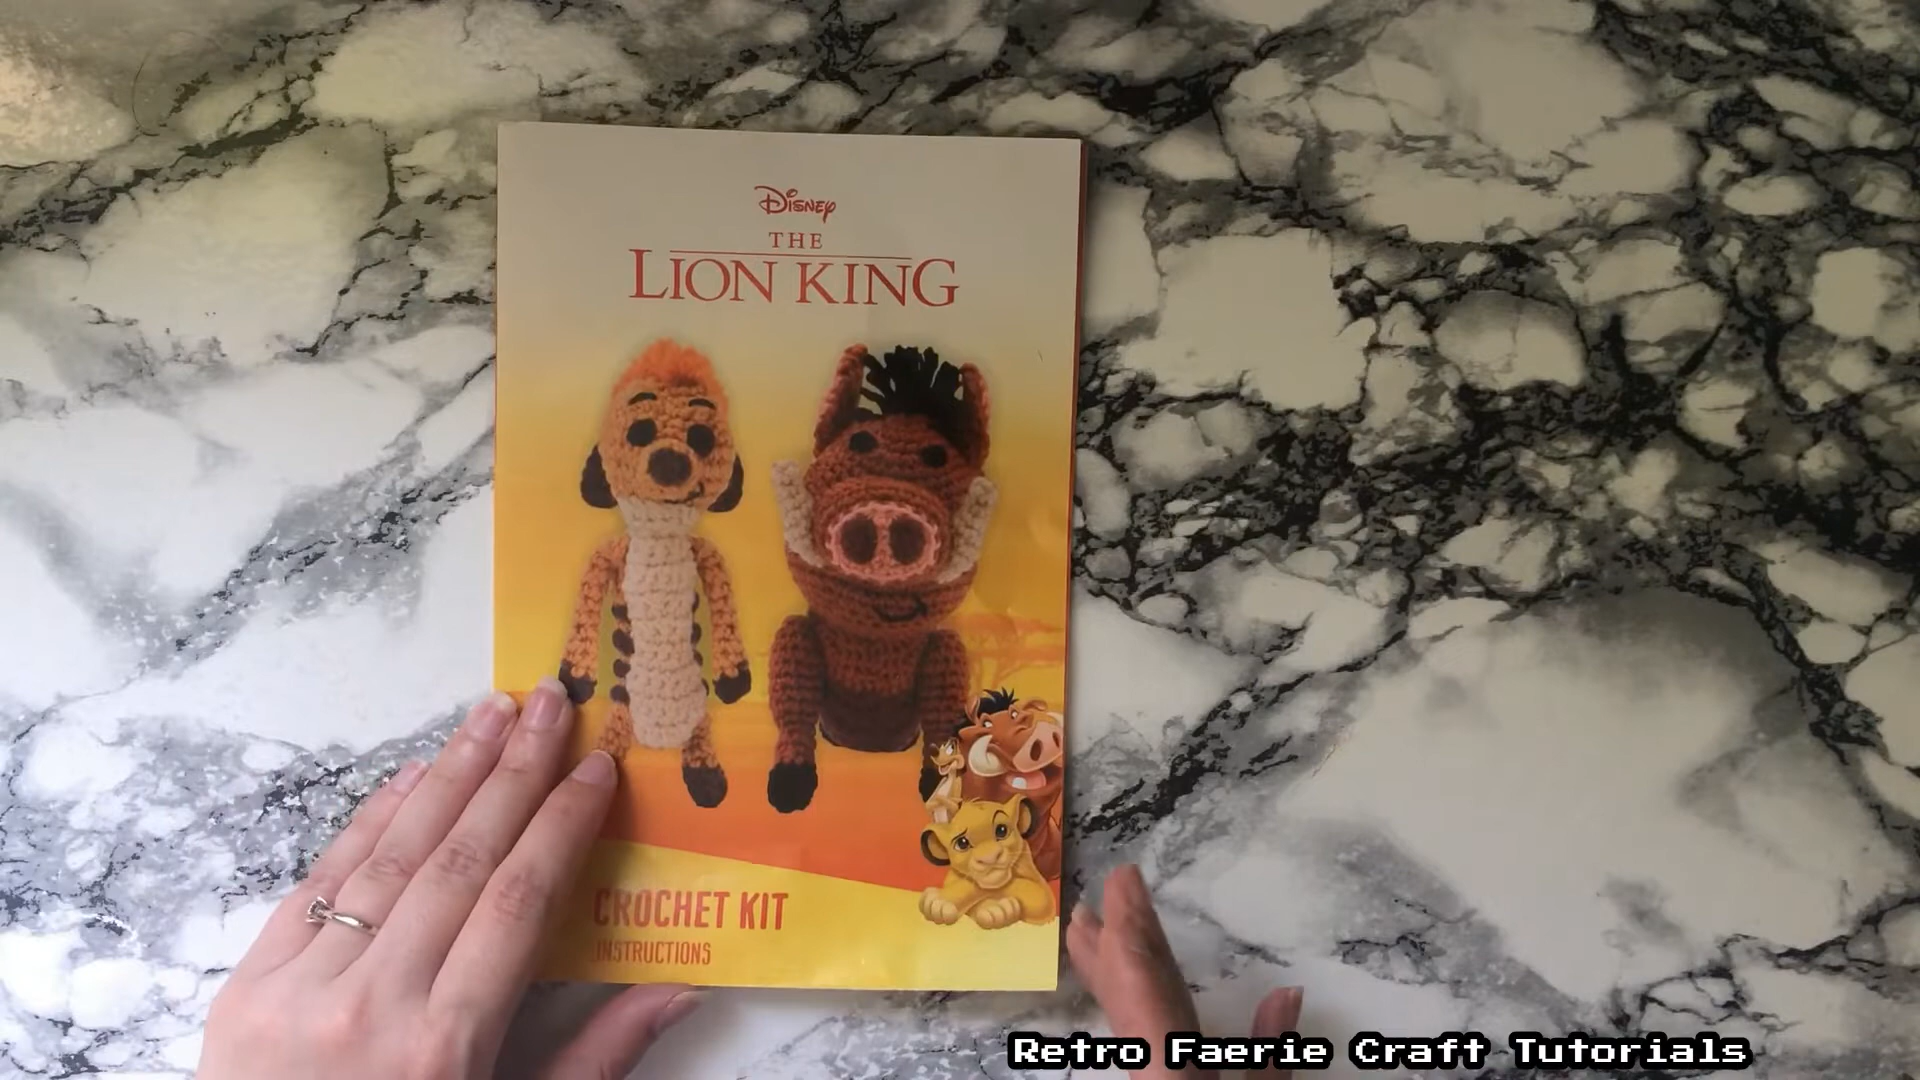 Disney
THE
LION KING
CROCHET KIT
INSTRUCTIONS
Retro Faerie Craft Tutorials